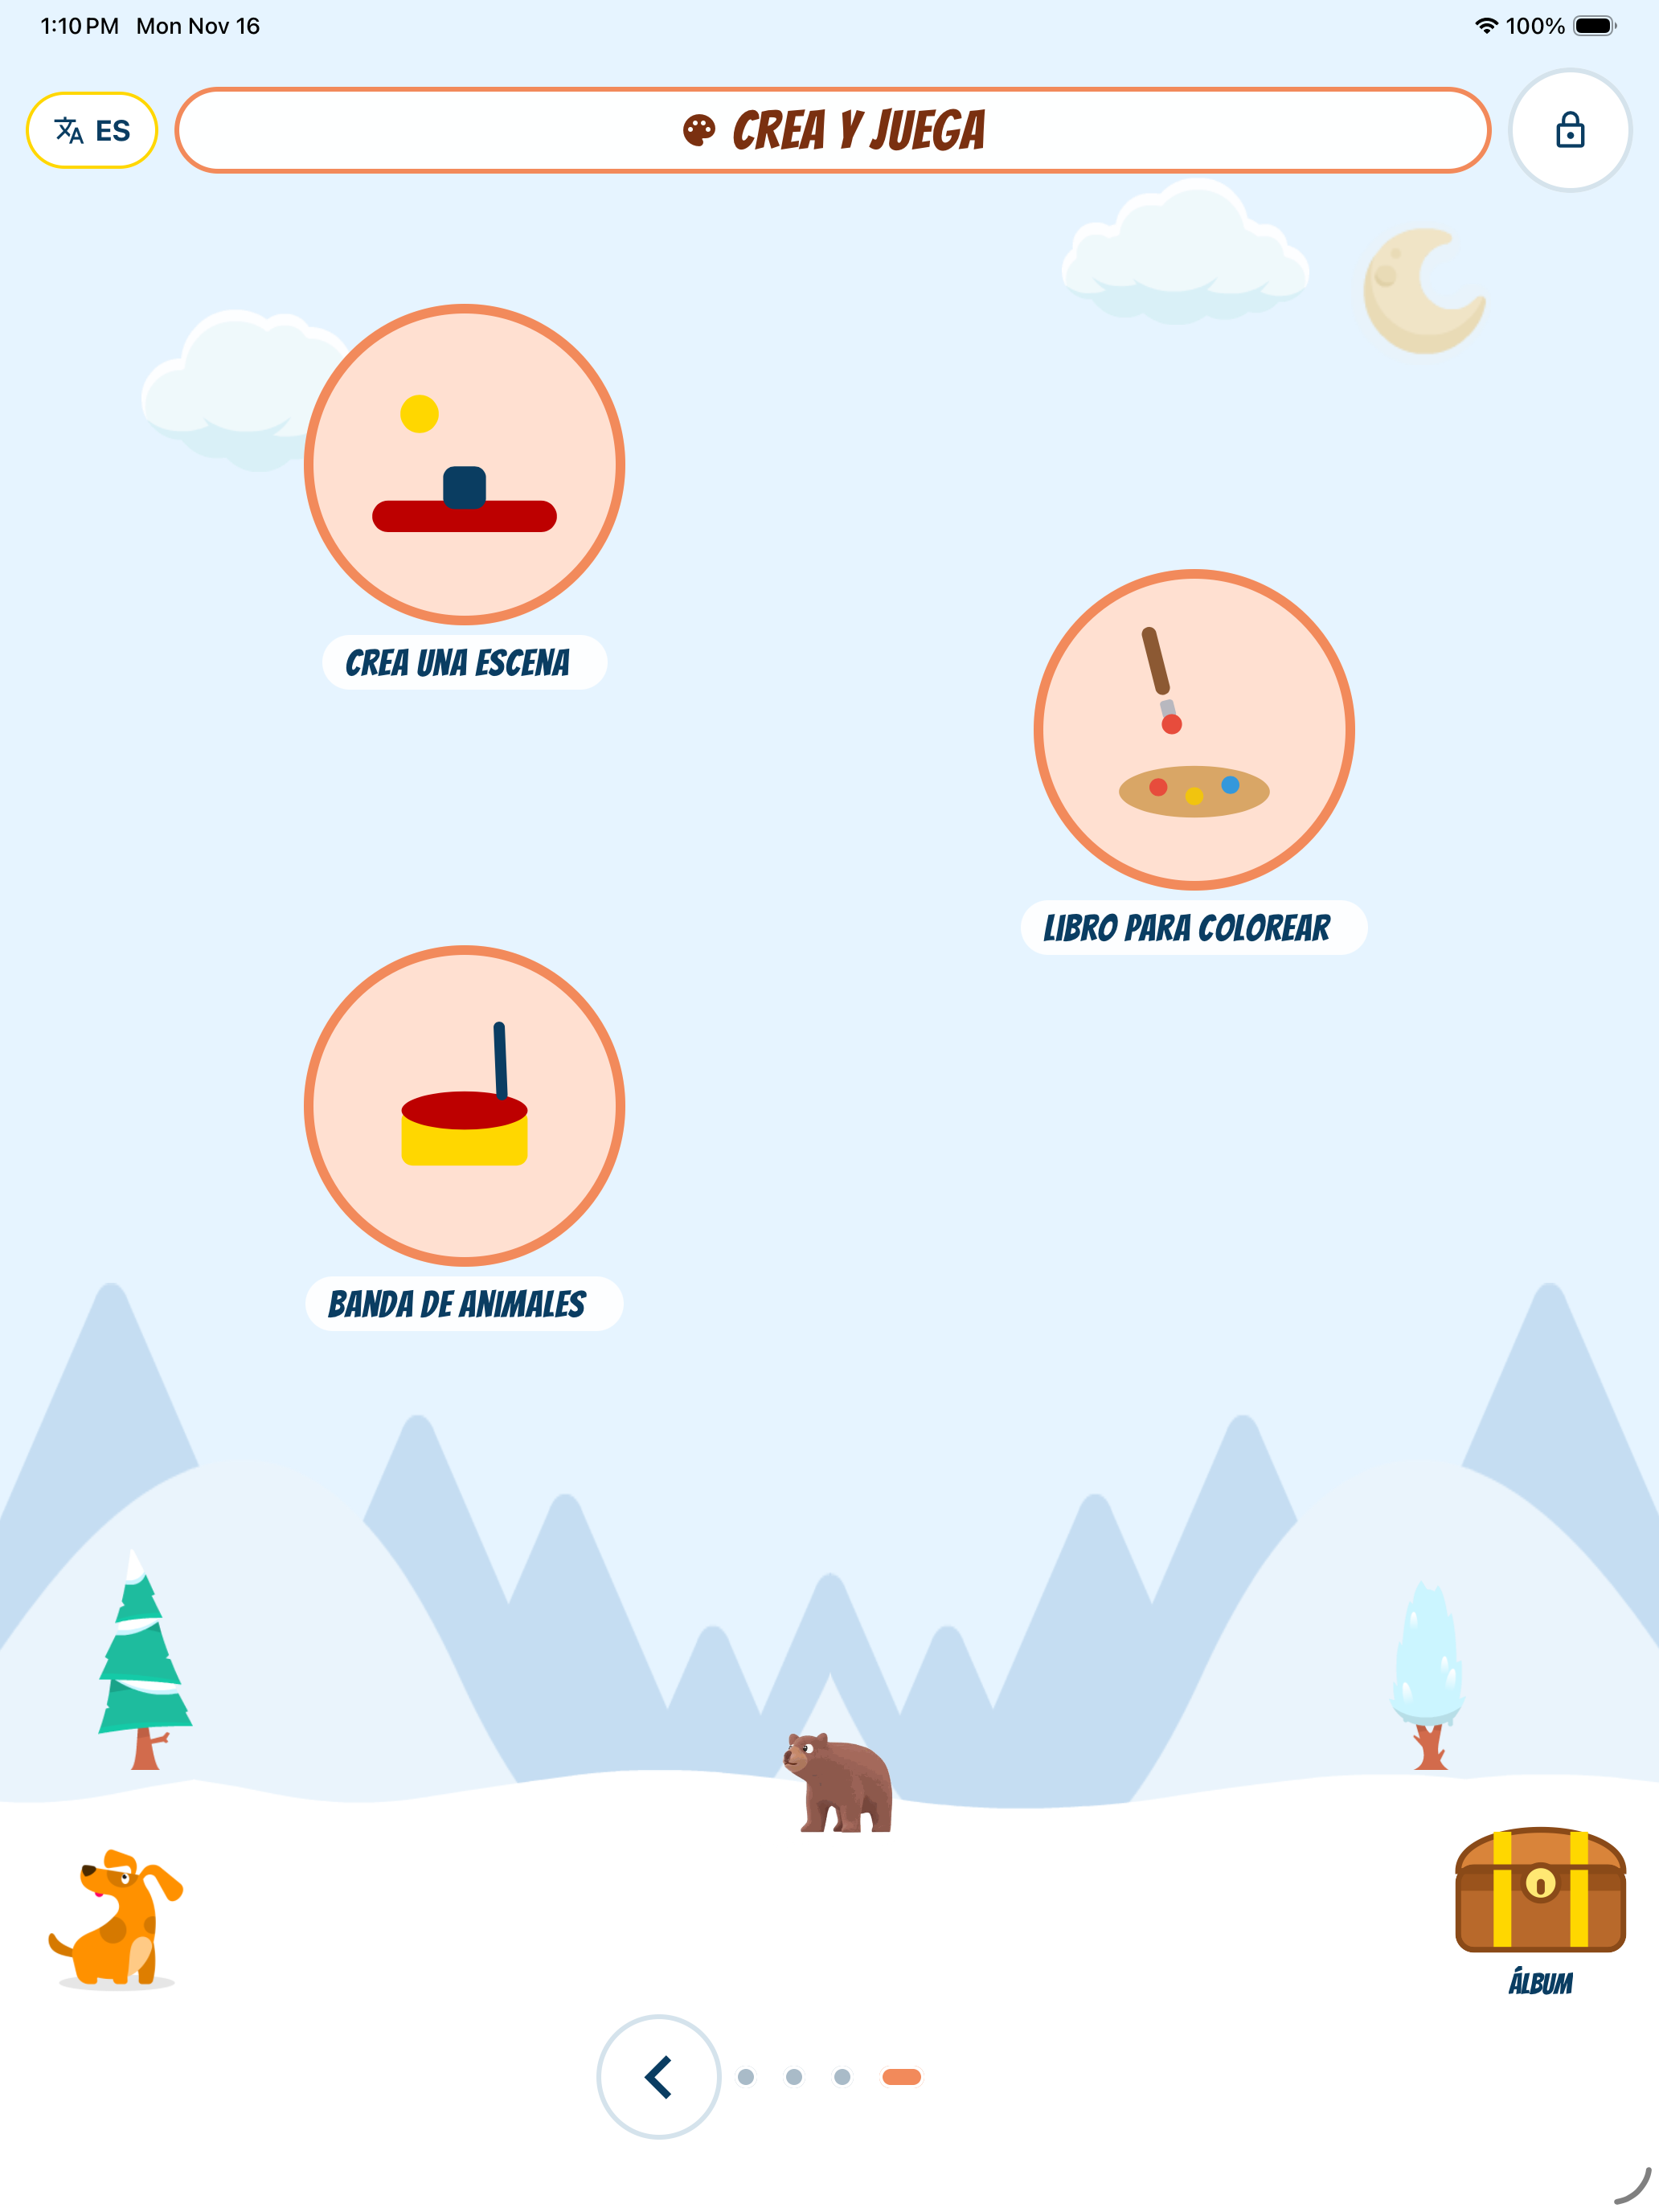 1:10 PM Mon Nov 16
100%
ES
CREA Y JUEGA
CREA UNA ESCENA
LIBRO PARA COLOREAR
BANDA DE ANIMALES
ÁLBUM